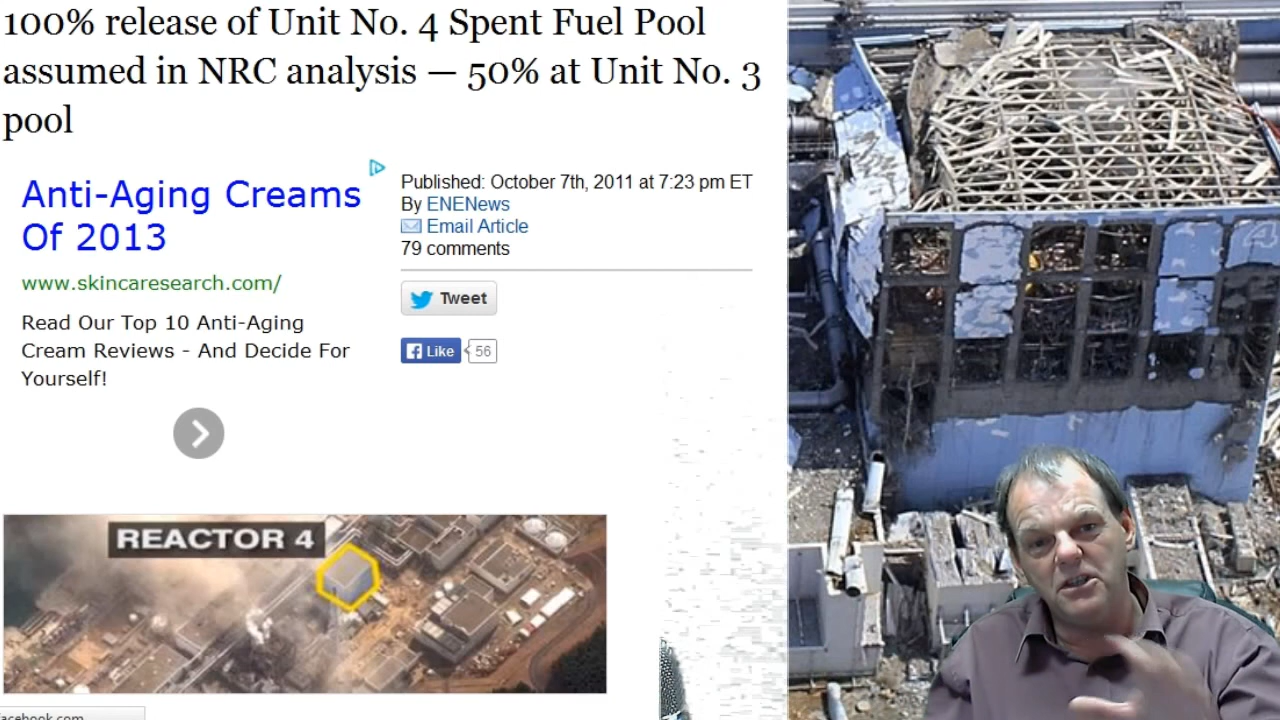 100% release of Unit No. 4 Spent Fuel Pool
assumed in NRC analysis — 50% at Unit No. 3
pool
Anti-Aging Creams
Of 2013
www.skincaresearch.com/
Read Our Top 10 Anti-Aging
Cream Reviews - And Decide For
Yourself!
Published: October 7th, 2011 at 7:23 pm ET
By ENENews
Email Article
79 comments
Tweet
Like 56
REACTOR 4
acebook.com